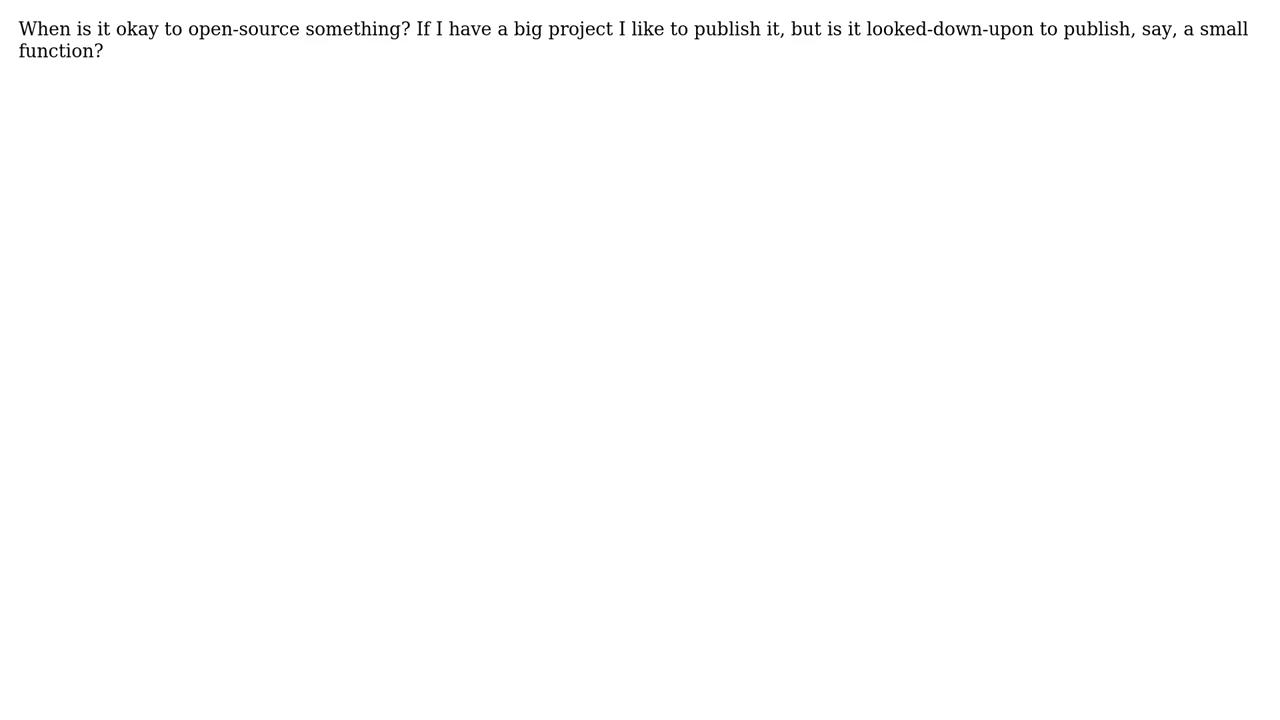 When is it okay to open-source something? If I have a big project I like to publish it, but is it looked-down-upon to publish, say, a small
function?